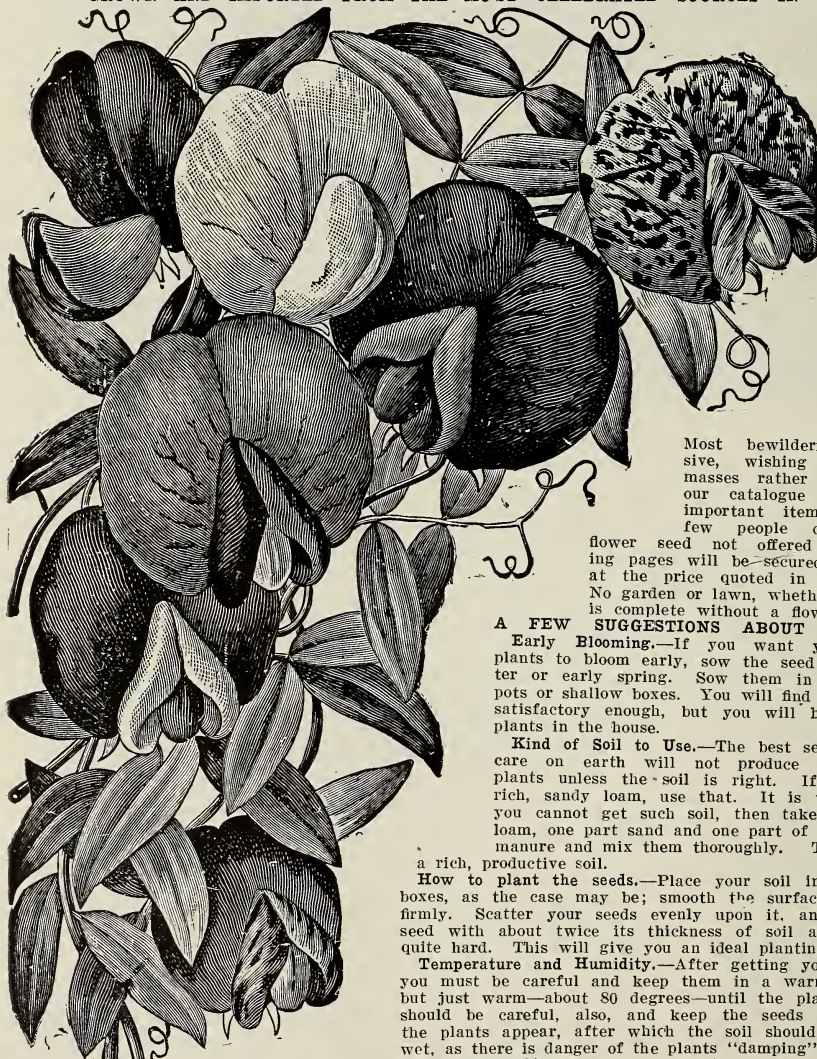 Most bewilder
sive, wishing
masses rather
our catalogue
important item
few people
flower seed not offered
ing pages will be secured
at the price quoted in
No garden or lawn, wheth
is complete without a flow
A FEW SUGGESTIONS ABOUT
Early Blooming.—If you want y
plants to bloom early, sow the seed
ter or early spring. Sow them in
pots or shallow boxes. You will find
satisfactory enough, but you will b
plants in the house.
Kind of Soil to Use.—The best se
care on earth will not produce
plants unless the soil is right. If
rich, sandy loam, use that. It is
you cannot get such soil, then take
loam, one part sand and one part of
manure and mix them thoroughly. T
a rich, productive soil.
How to plant the seeds.—Place your soil in
boxes, as the case may be; smooth the surfac
firmly. Scatter your seeds evenly upon it. an
seed with about twice its thickness of soil a
quite hard. This will give you an ideal plantin
Temperature and Humidity.—After getting yo
you must be careful and keep them in a warm
but just warm—about 80 degrees—until the pla
should be careful, also, and keep the seeds
the plants appear, after which the soil should
wet, as there is danger of the plants "damping"